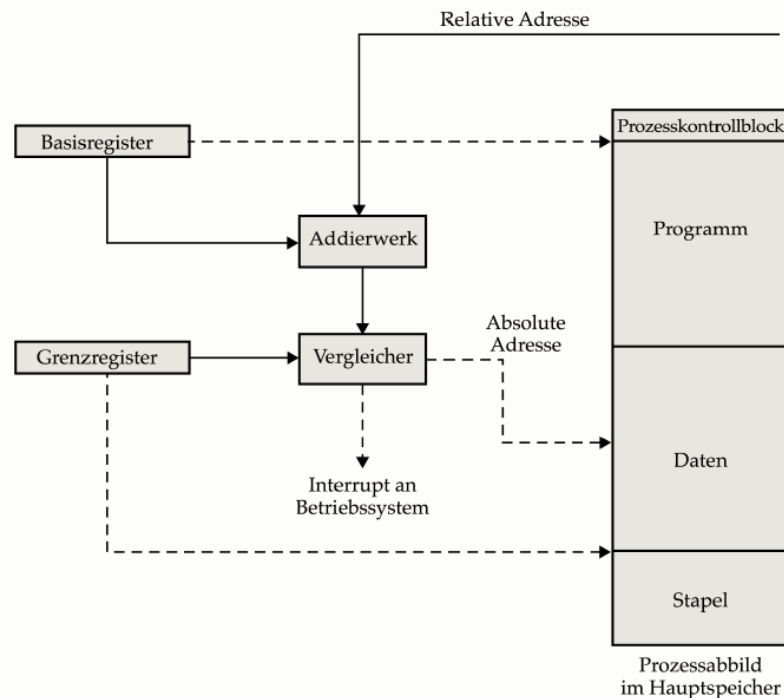 Relative Adresse
Prozesskontrollblock
Basisregister
Programm
Addierwerk
Absolute
Adresse
Grenzregister
Vergleicher
Daten
Interrupt an
Betriebssystem
Stapel
Prozessabbild
im Hauptspeicher